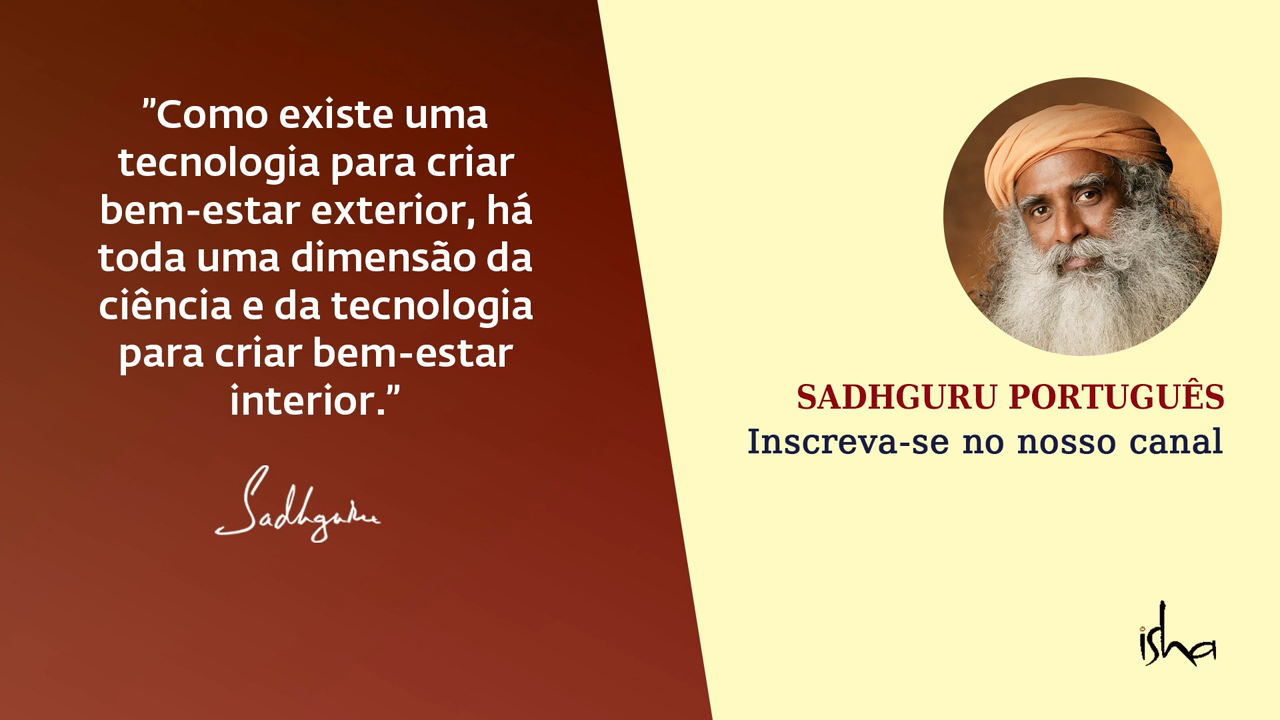 ”Como existe uma
tecnologia para criar
bem-estar exterior, há
toda uma dimensão da
ciência e da tecnologia
para criar bem-estar
interior.”
Sadhguru
SADHGURU PORTUGUÊS
Inscreva-se no nosso canal
isha